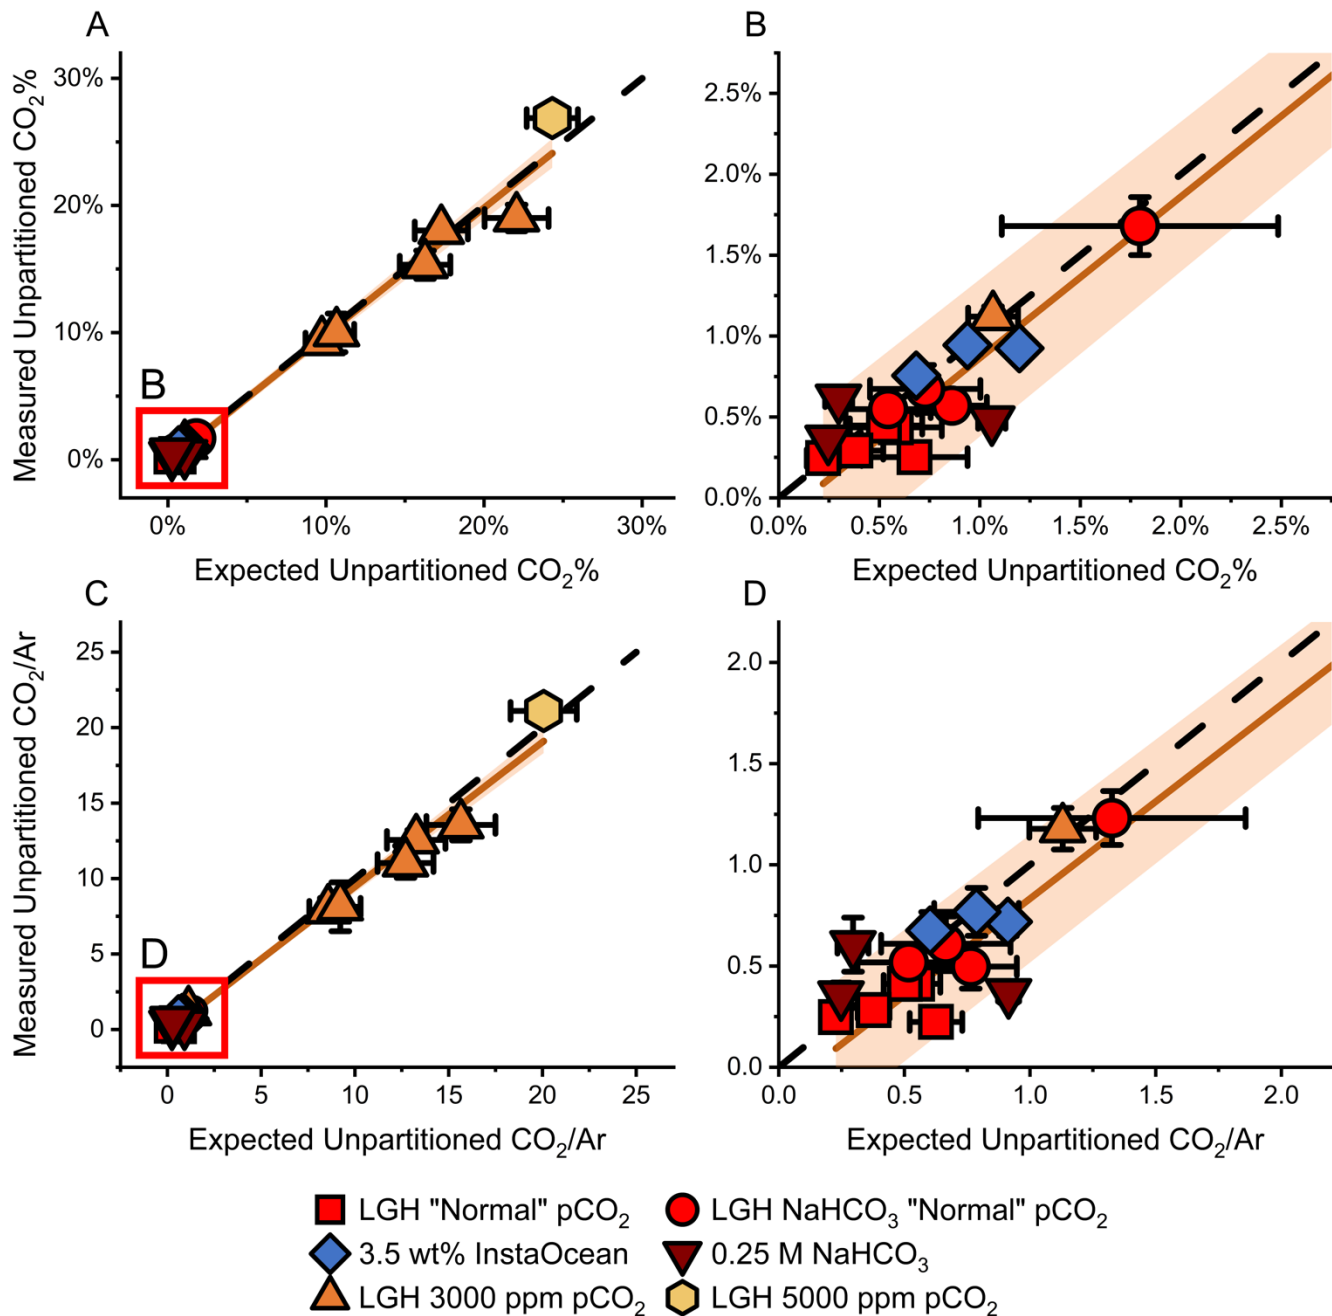 A
Measured Unpartitioned CO₂%
30%
20%
10%
0%
B
0% 10% 20% 30%
Expected Unpartitioned CO₂%
B
2.5%
2.0%
1.5%
1.0%
0.5%
0.0%
0.0% 0.5% 1.0% 1.5% 2.0% 2.5%
Expected Unpartitioned CO₂%
C
Measured Unpartitioned CO₂/Ar
25
20
15
10
5
0
D
0 5 10 15 20 25
Expected Unpartitioned CO₂/Ar
D
2.0
1.5
1.0
0.5
0.0
0.0 0.5 1.0 1.5 2.0
Expected Unpartitioned CO₂/Ar
LGH "Normal" pCO₂ LGH NaHCO₃ "Normal" pCO₂
3.5 wt% InstaOcean 0.25 M NaHCO₃
LGH 3000 ppm pCO₂ LGH 5000 ppm pCO₂